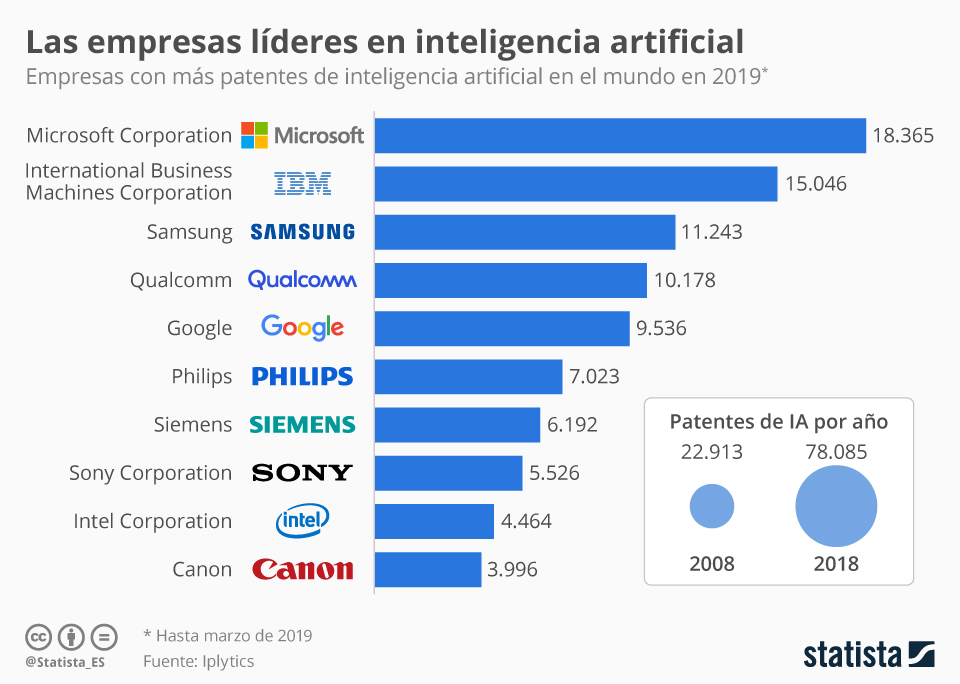 Las empresas líderes en inteligencia artificial
Empresas con más patentes de inteligencia artificial en el mundo en 2019*
Microsoft Corporation Microsoft 18.365
International Business
Machines Corporation IBM 15.046
Samsung SAMSUNG 11.243
Qualcomm Qualcomm 10.178
Google Google 9.536
Philips PHILIPS 7.023
Siemens SIEMENS 6.192
Sony Corporation SONY 5.526
Intel Corporation intel 4.464
Canon Canon 3.996
Patentes de IA por año
22.913 78.085
2008 2018
cc
@Statista_ES
* Hasta marzo de 2019
Fuente: Iplytics
statista